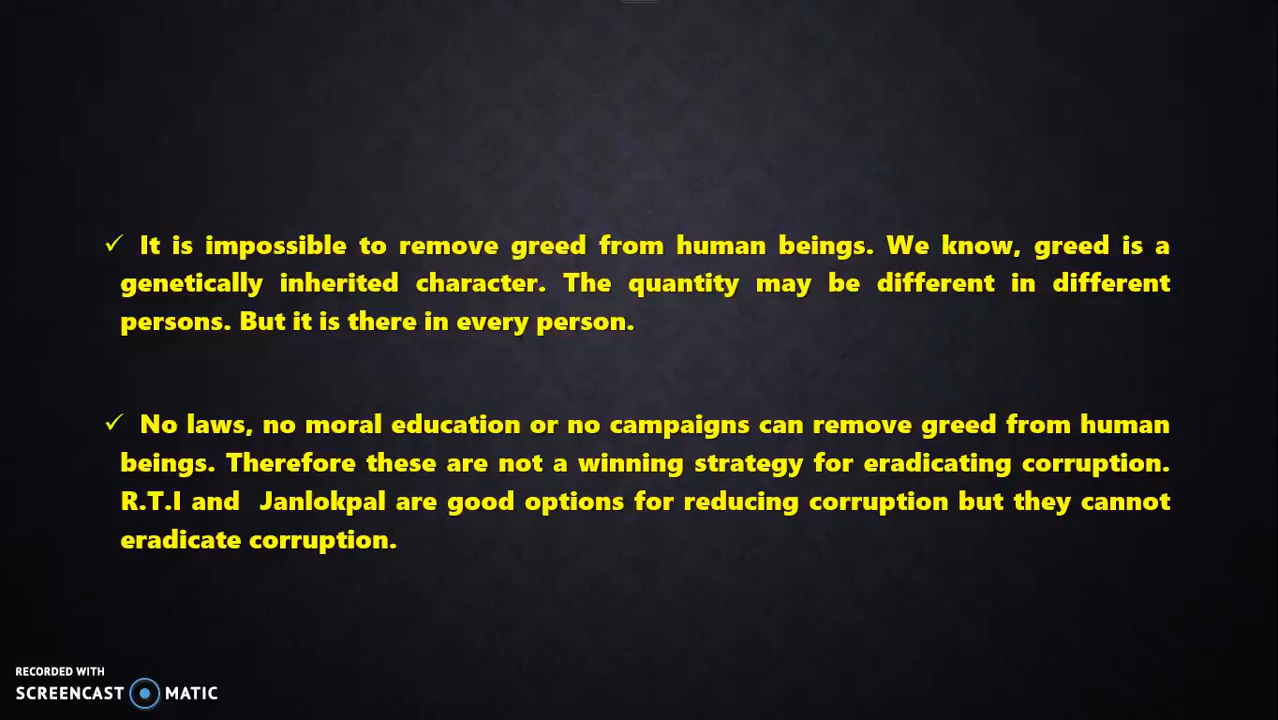 ✓ It is impossible to remove greed from human beings. We know, greed is a
genetically inherited character. The quantity may be different in different
persons. But it is there in every person.
✓ No laws, no moral education or no campaigns can remove greed from human
beings. Therefore these are not a winning strategy for eradicating corruption.
R.T.I and Janlokpal are good options for reducing corruption but they cannot
eradicate corruption.
RECORDED WITH
SCREENCAST MATIC